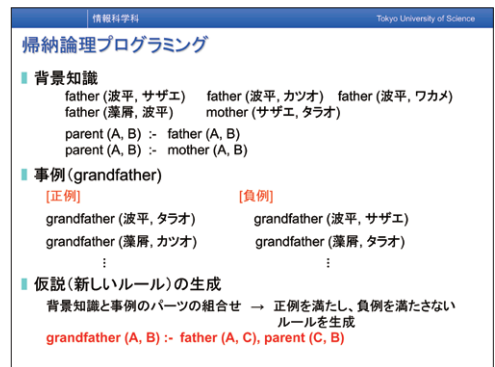 情報科学科 Tokyo University of Science
帰納論理プログラミング
背景知識
father (波平, サザエ) father (波平, カツオ) father (波平, ワカメ)
father (藻屑, 波平) mother (サザエ, タラオ)
parent (A, B) :- father (A, B)
parent (A, B) :- mother (A, B)
事例(grandfather)
[正例] [負例]
grandfather (波平, タラオ) grandfather (波平, サザエ)
grandfather (藻屑, カツオ) grandfather (藻屑, タラオ)
⋮ ⋮
仮説(新しいルール)の生成
背景知識と事例のパーツの組合せ → 正例を満たし、負例を満たさない
ルールを生成
grandfather (A, B) :- father (A, C), parent (C, B)